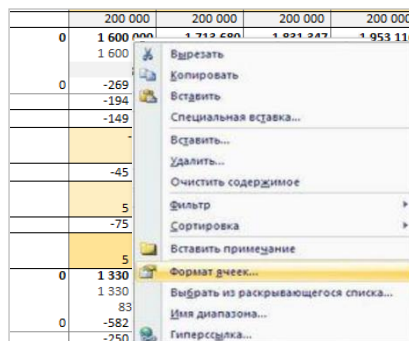 200 000 200 000 200 000 200 000
0 1 600 000 1 713 680 1 831 347 1 953 11
1 600
0 -269
-194
-149
-45
5
-75
5
0 1 330
1 330
83
0 -582
-250
Вырезать
Копировать
Вставить
Специальная вставка...
Вставить...
Удалить...
Очистить содержимое
Фильтр
Сортировка
Вставить примечание
Формат ячеек...
Выбрать из раскрывающегося списка...
Имя диапазона...
Гиперссылка...